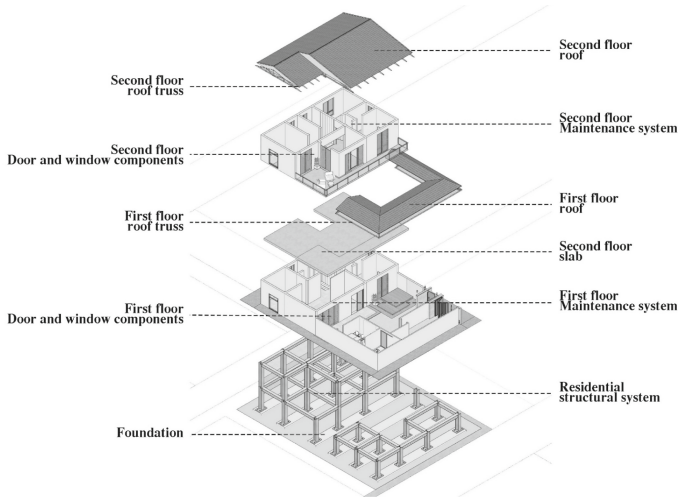 Second floor
roof
Second floor
roof truss
Second floor
Maintenance system
Second floor
Door and window components
First floor
roof
First floor
roof truss
Second floor
slab
First floor
Maintenance system
First floor
Door and window components
Residential
structural system
Foundation